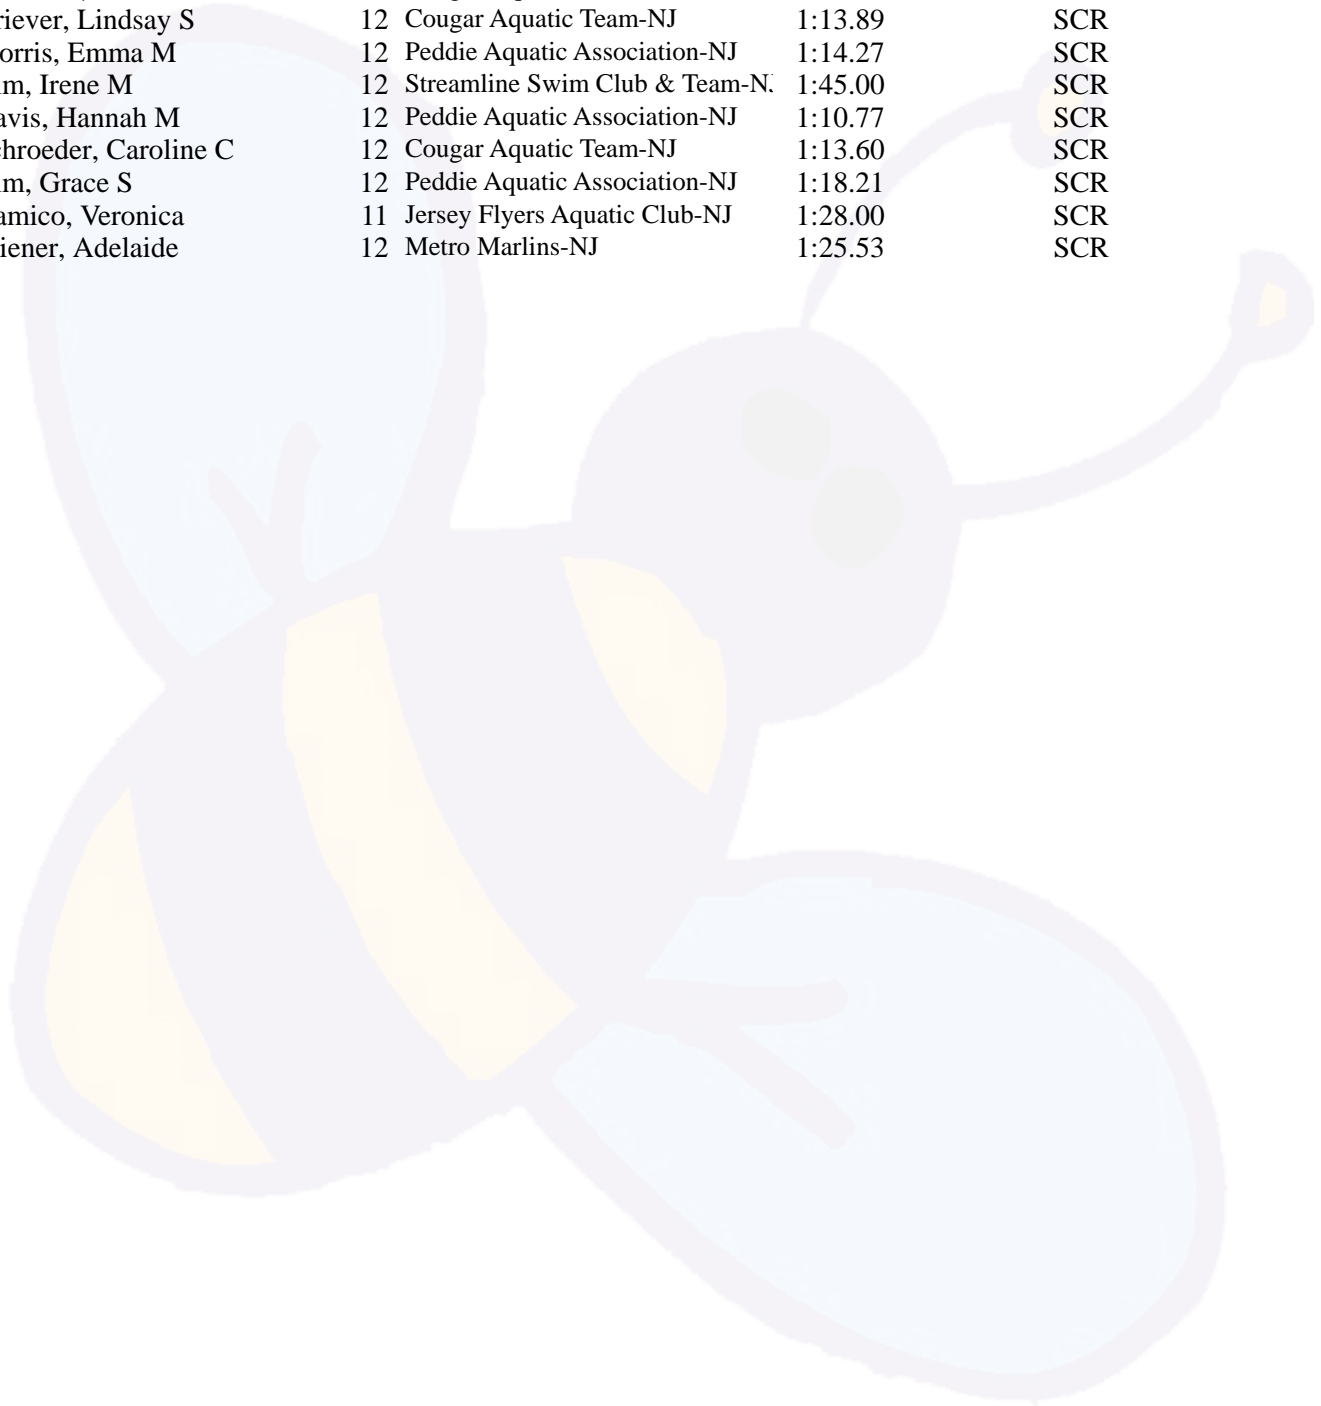 riever, Lindsay S 12 Cougar Aquatic Team-NJ 1:13.89 SCR
orris, Emma M 12 Peddie Aquatic Association-NJ 1:14.27 SCR
m, Irene M 12 Streamline Swim Club & Team-N 1:45.00 SCR
avis, Hannah M 12 Peddie Aquatic Association-NJ 1:10.77 SCR
chroeder, Caroline C 12 Cougar Aquatic Team-NJ 1:13.60 SCR
m, Grace S 12 Peddie Aquatic Association-NJ 1:18.21 SCR
amico, Veronica 11 Jersey Flyers Aquatic Club-NJ 1:28.00 SCR
iener, Adelaide 12 Metro Marlins-NJ 1:25.53 SCR